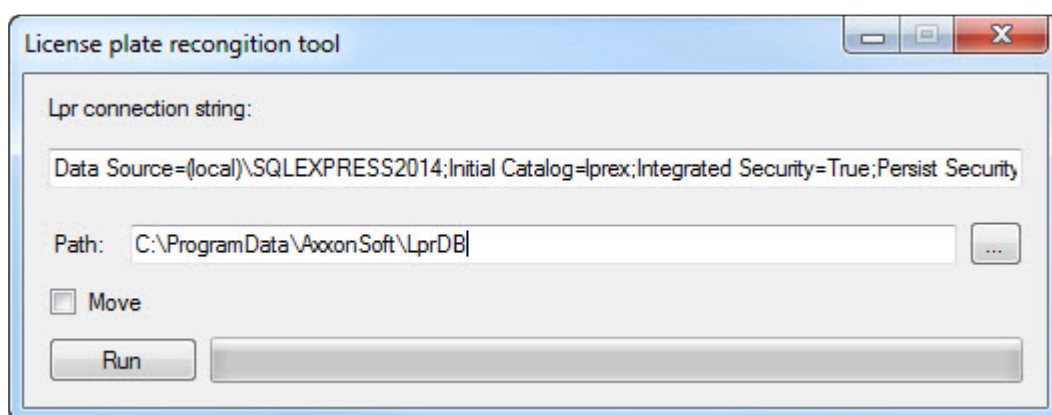 License plate recongition tool
Lpr connection string:
Data Source=(local)\SQLEXPRESS2014;Initial Catalog=lprex;Integrated Security=True;Persist Security
Path: C:\ProgramData\AxxonSoft\LprDB ...
Move
Run